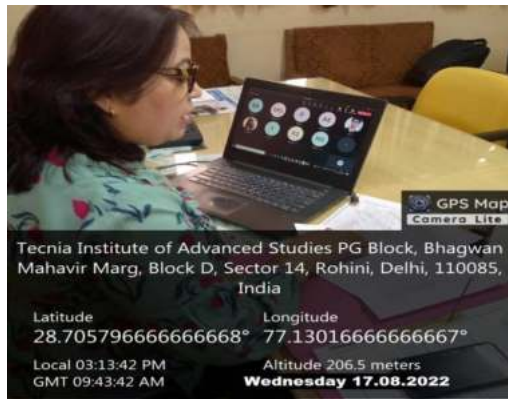 GPS Map
Camera Lite
Tecnia Institute of Advanced Studies PG Block, Bhagwan
Mahavir Marg, Block D, Sector 14, Rohini, Delhi, 110085,
India
Latitude
28.705796666666668°
Longitude
77.13016666666667°
Local 03:13:42 PM
GMT 09:43:42 AM
Altitude 206.5 meters
Wednesday 17.08.2022